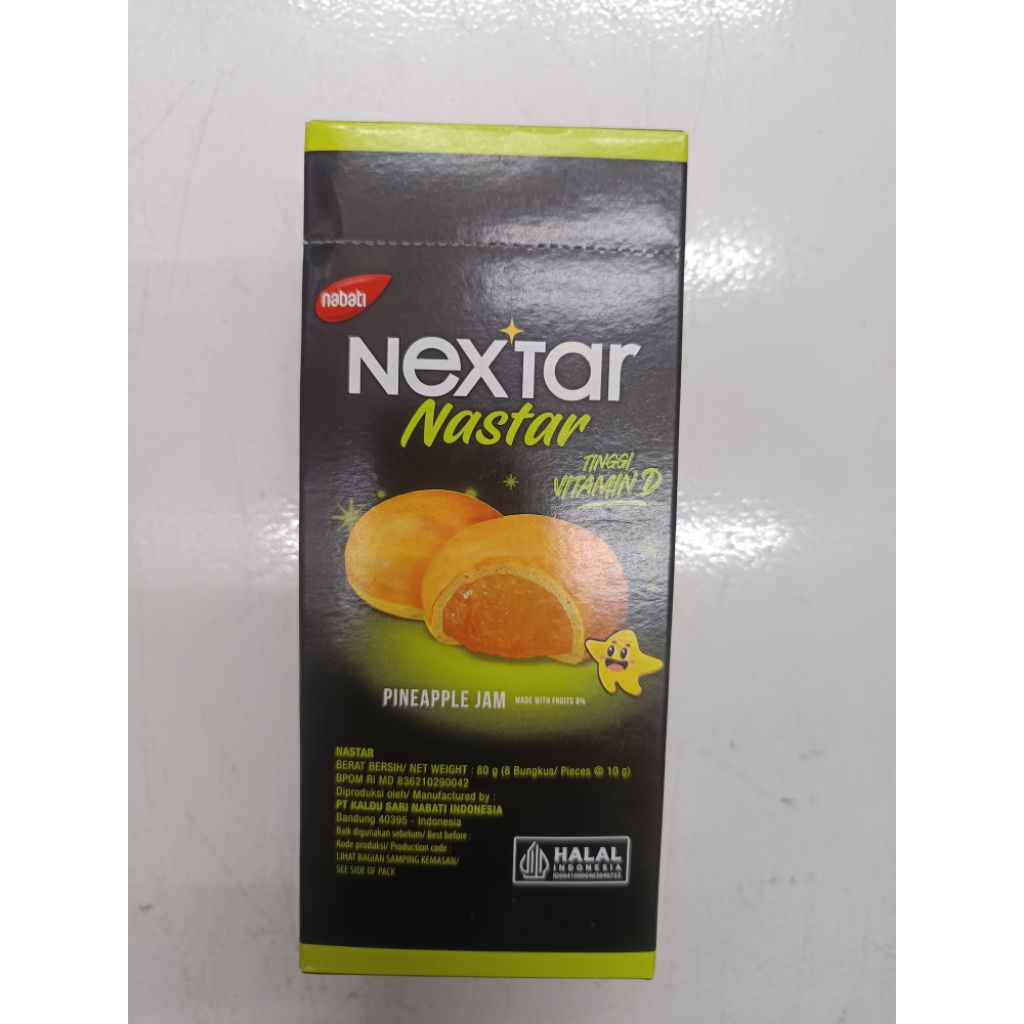 nabati
Nextar
Nastar
TINGGI
VITAMIN D
PINEAPPLE JAM MADE WITH FRUITS 8%
NASTAR
BERAT BERSIH/ NET WEIGHT : 80 g (8 Bungkus/ Pieces @ 10 g)
BPOM RI MD 836210290042
Diproduksi oleh/ Manufactured by :
PT KALDU SARI NABATI INDONESIA
Bandung 40395 - Indonesia
Baik digunakan sebelum/ Best before :
Kode produksi/ Production code :
LIHAT BAGIAN SAMPING KEMASAN/
SEE SIDE OF PACK
HALAL
INDONESIA